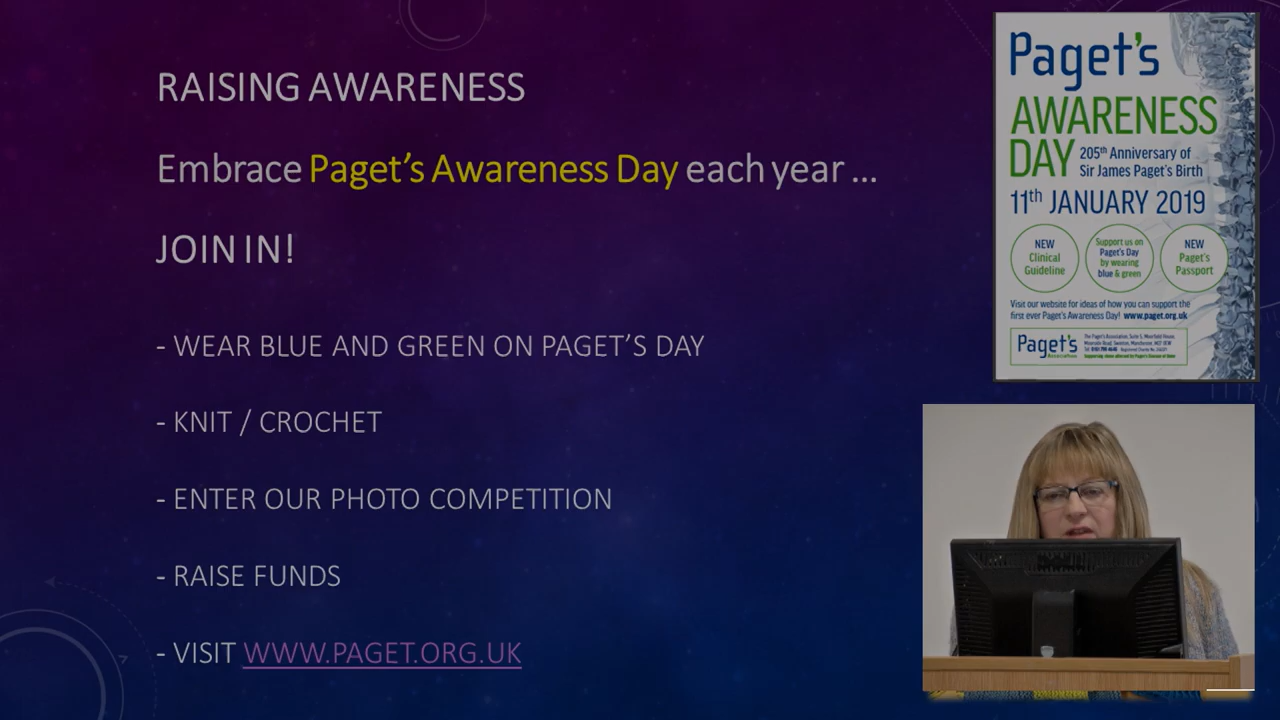 RAISING AWARENESS
Embrace Paget's Awareness Day each year ...
JOIN IN!
- WEAR BLUE AND GREEN ON PAGET'S DAY
- KNIT / CROCHET
- ENTER OUR PHOTO COMPETITION
- RAISE FUNDS
- VISIT WWW.PAGET.ORG.UK
Paget's
AWARENESS
DAY
205th Anniversary of
Sir James Paget's Birth
11th JANUARY 2019
NEW
Clinical
Guideline
Support us on
Paget's Day
by wearing
blue & green
NEW
Paget's
Passport
Visit our website for ideas of how you can support the
first ever Paget's Awareness Day! www.paget.org.uk
Paget's